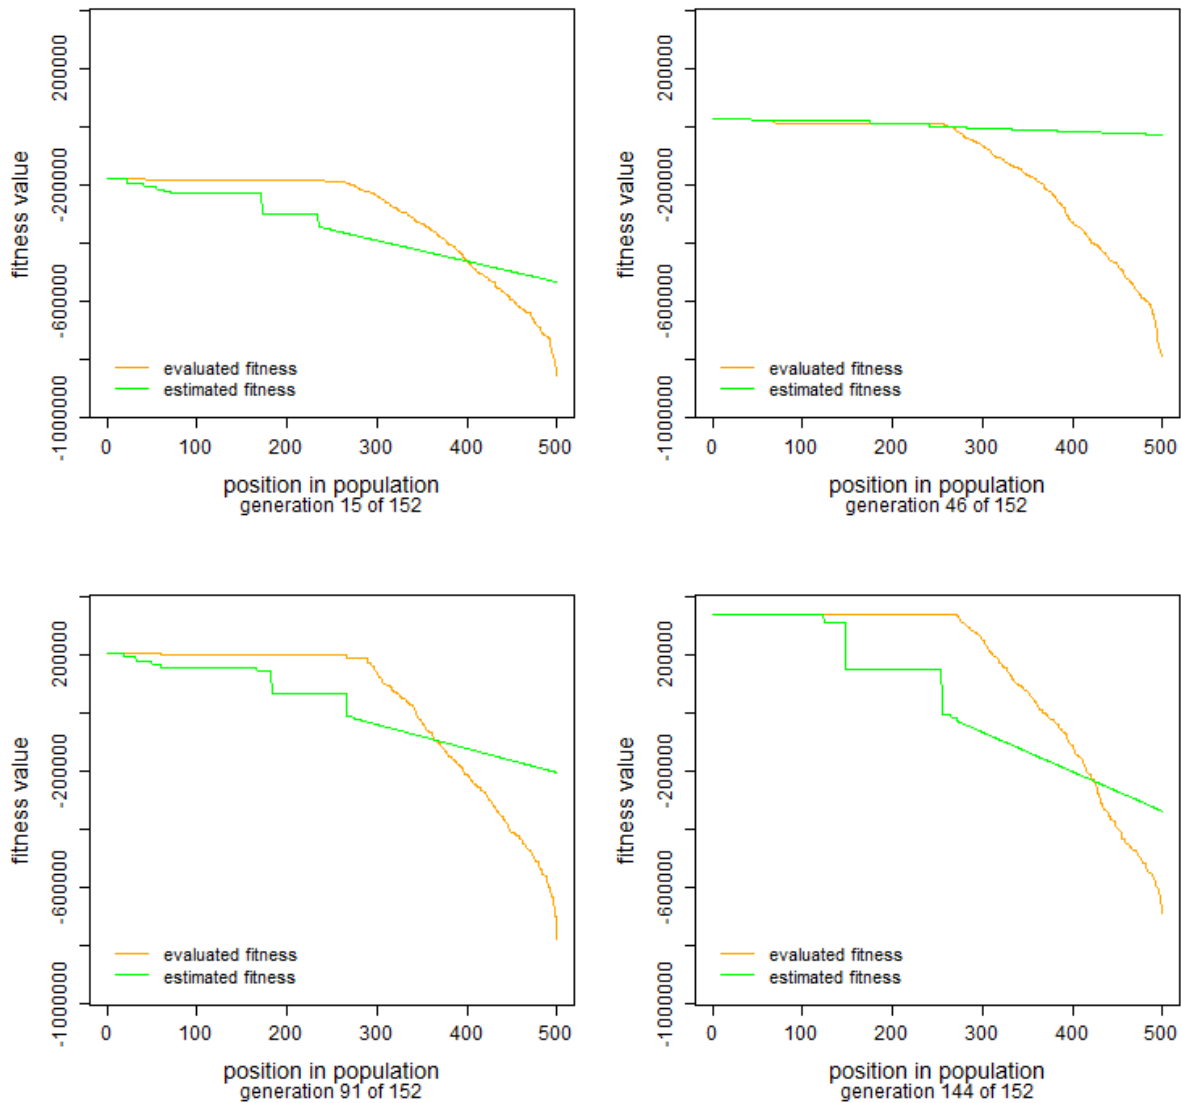 200000
-200000
-600000
-1000000
fitness value
evaluated fitness
estimated fitness
0 100 200 300 400 500
position in population
generation 15 of 152
200000
-200000
-600000
-1000000
fitness value
evaluated fitness
estimated fitness
0 100 200 300 400 500
position in population
generation 46 of 152
200000
-200000
-600000
-1000000
fitness value
evaluated fitness
estimated fitness
0 100 200 300 400 500
position in population
generation 91 of 152
200000
-200000
-600000
-1000000
fitness value
evaluated fitness
estimated fitness
0 100 200 300 400 500
position in population
generation 144 of 152